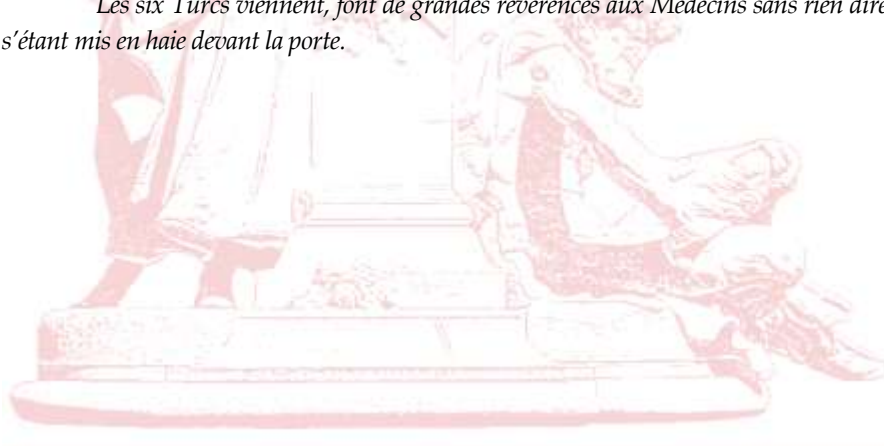 Les six Turcs viennent, font de grandes révérences aux Médecins sans rien dire
s'étant mis en haie devant la porte.